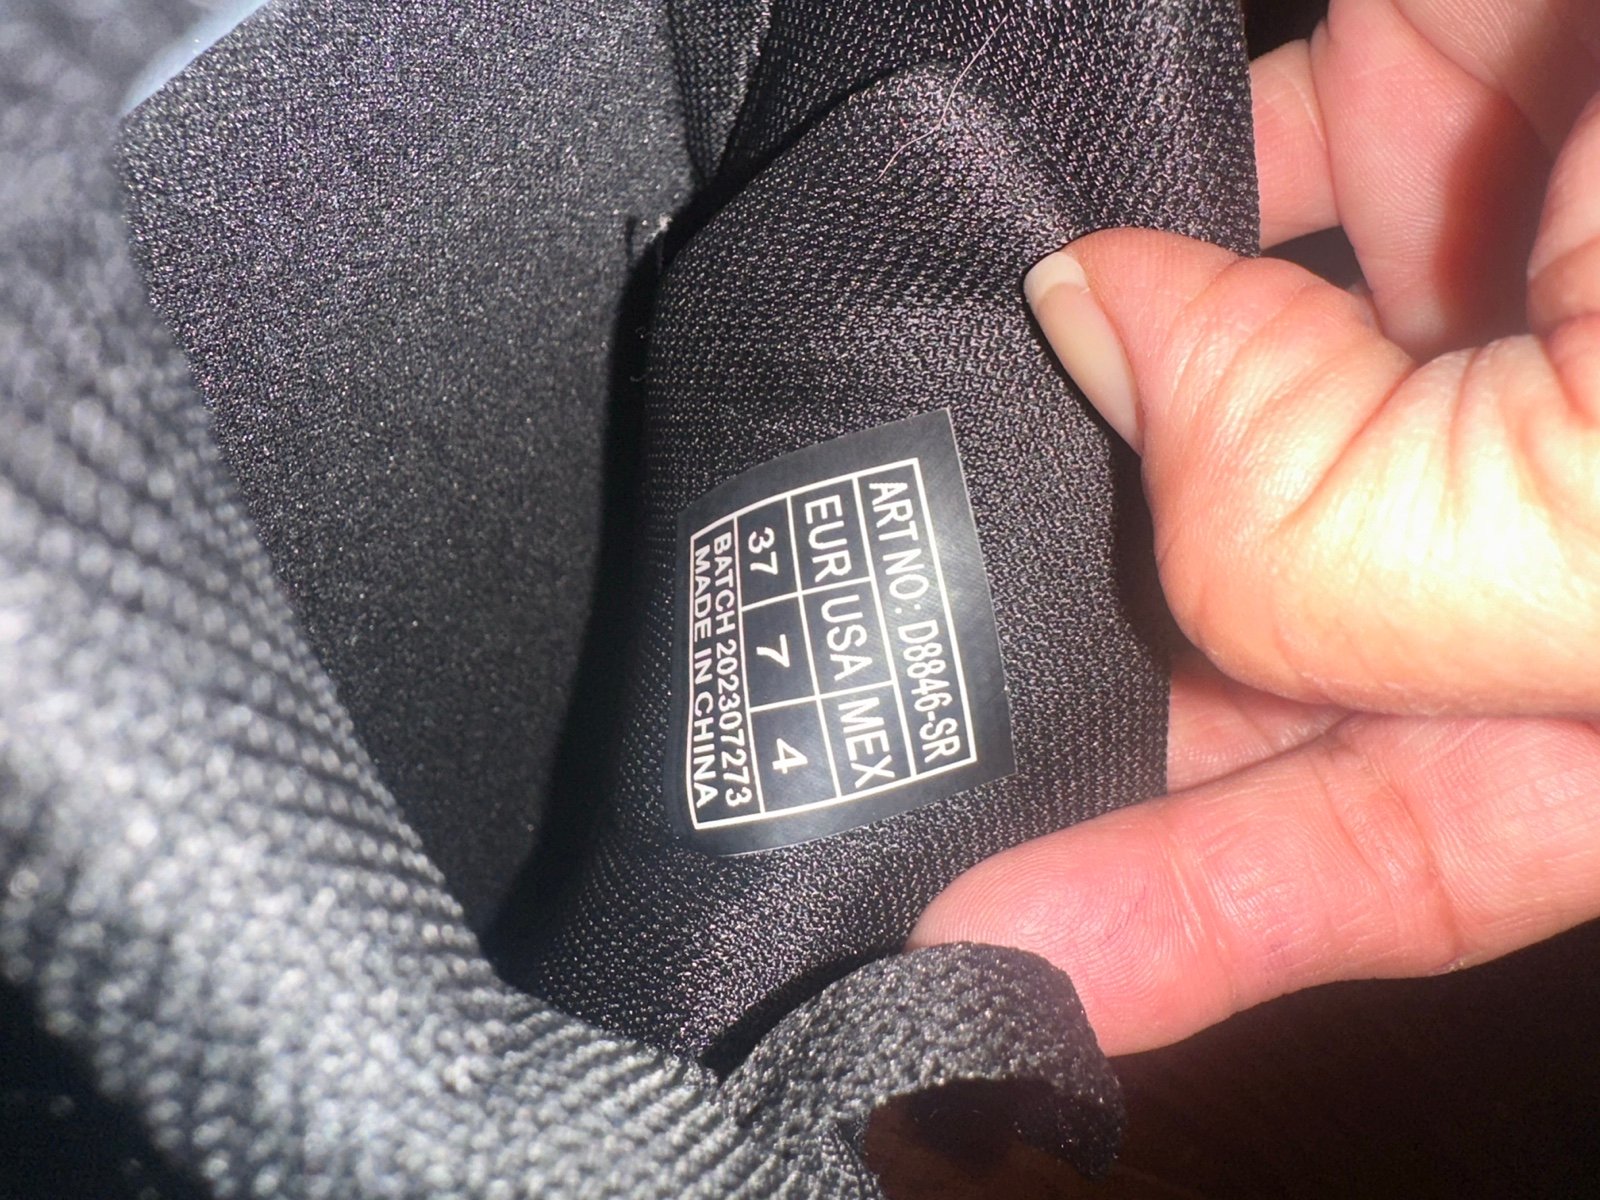 ART NO: D8846-SR
EUR USA MEX
37 7 4
BATCH 202307273
MADE IN CHINA